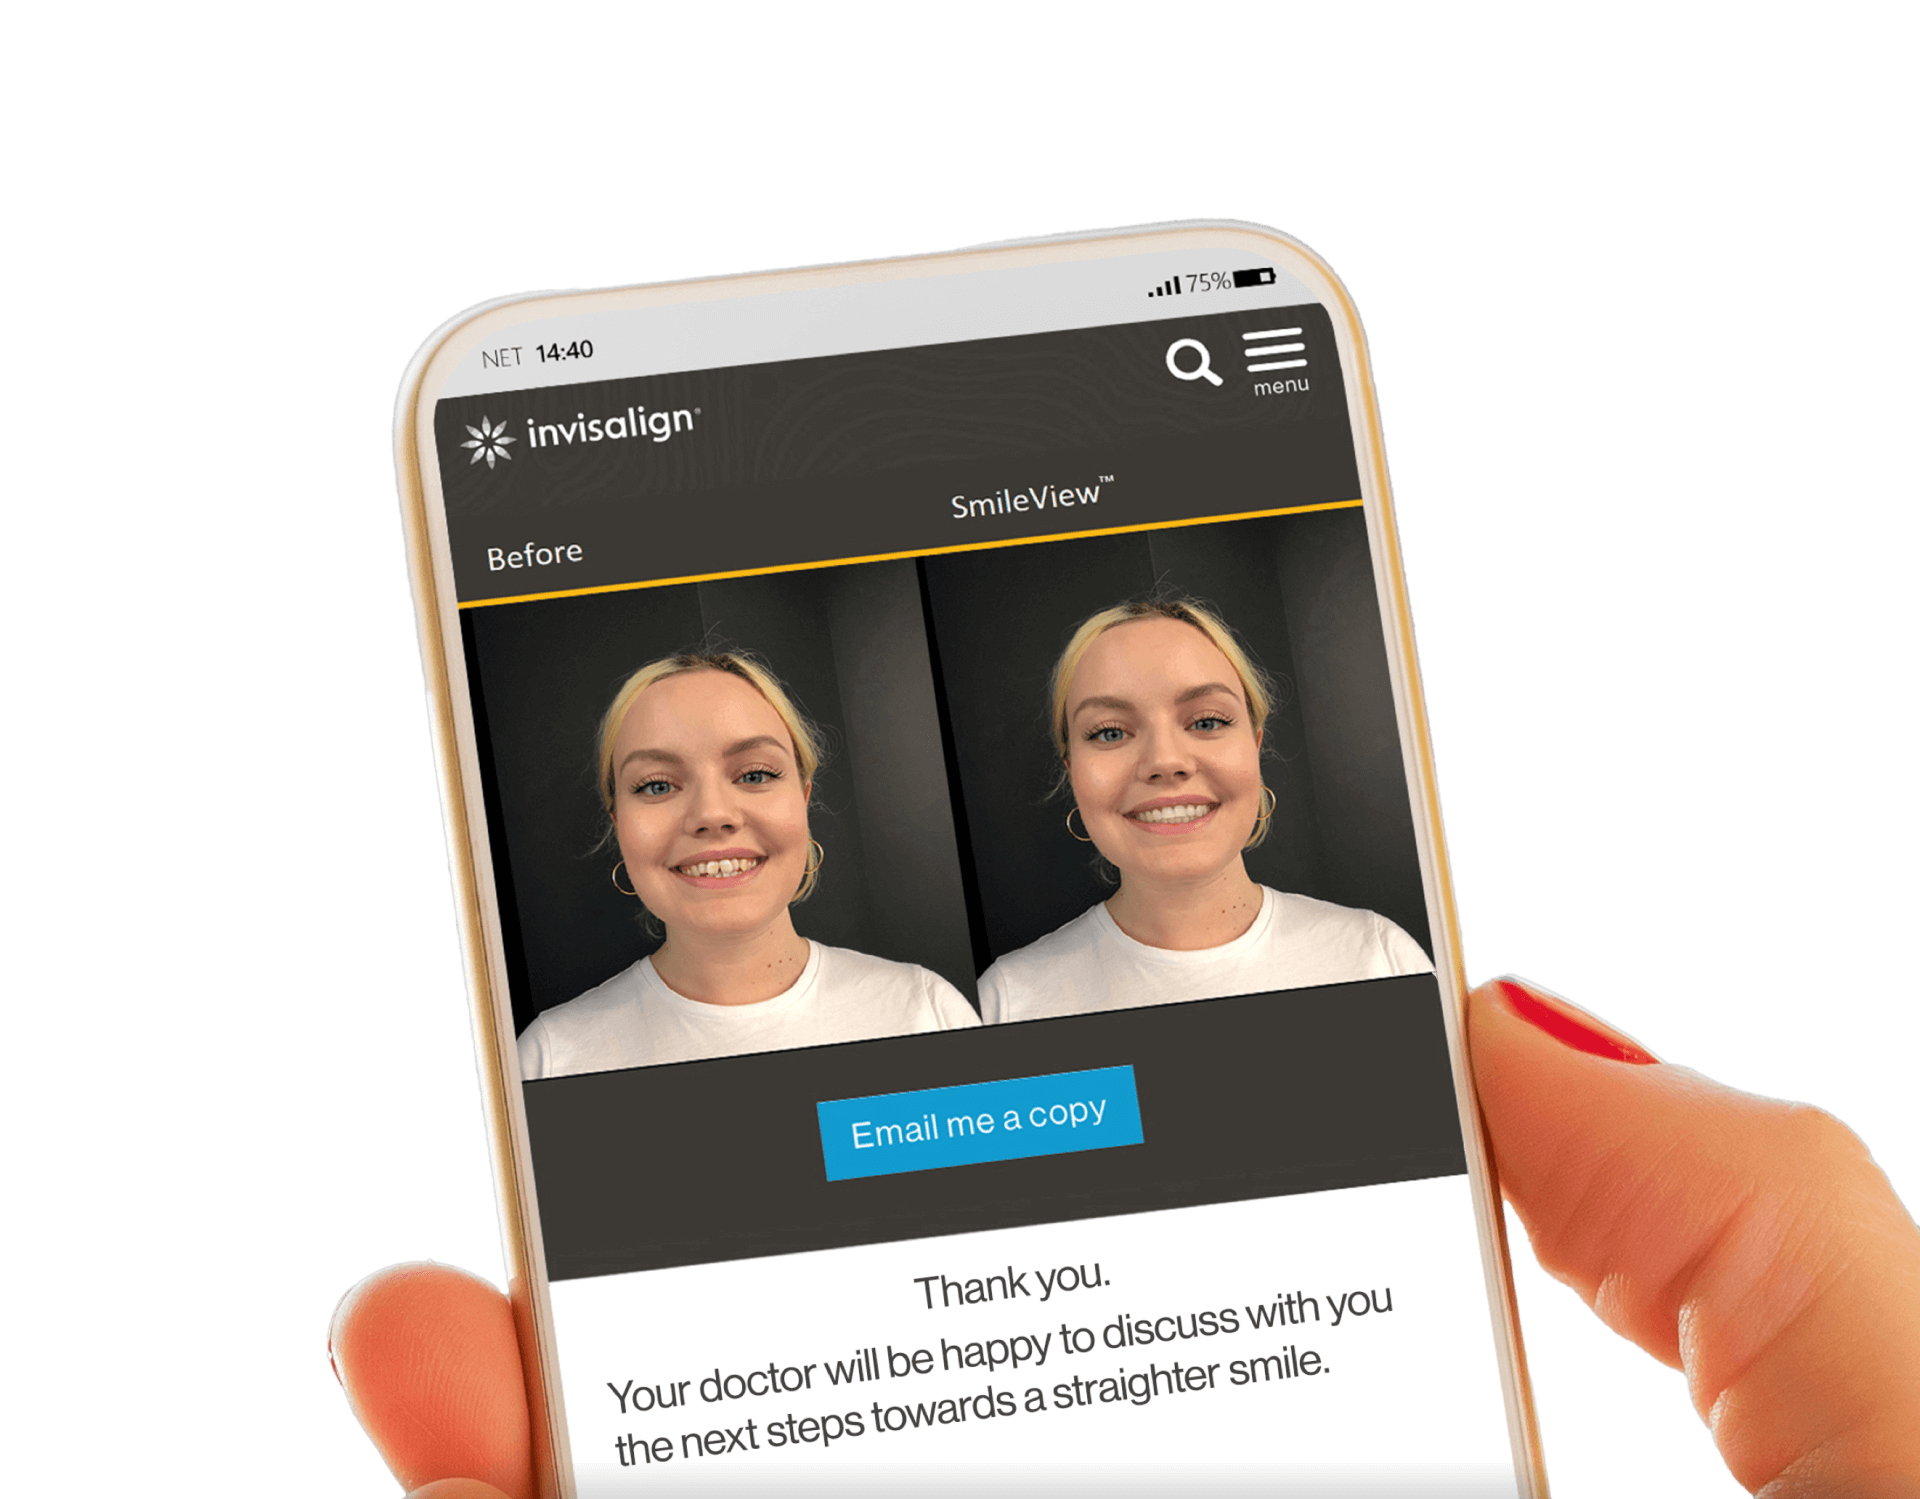 NET 14:40
75%
menu
invisalign®
SmileView™
Before
Email me a copy
Thank you.
Your doctor will be happy to discuss with you
the next steps towards a straighter smile.